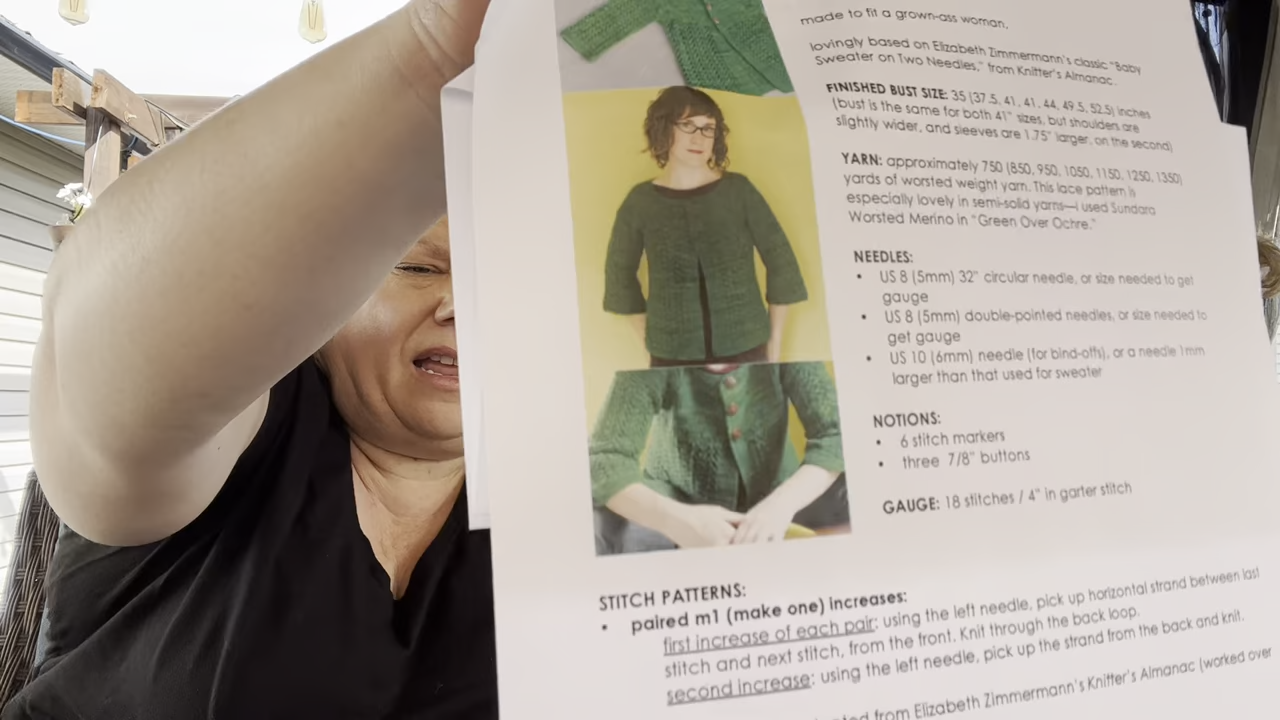 made to fit a grown-ass woman.
lovingly based on Elizabeth Zimmermann's classic "Baby
Sweater on Two Needles," from Knitter's Almanac.
FINISHED BUST SIZE: 35 (37.5, 41, 41, 44, 49.5, 52.5) inches
(bust is the same for both 41" sizes, but shoulders are
slightly wider, and sleeves are 1.75" larger, on the second)
YARN: approximately 750 (850, 950, 1050, 1150, 1250, 1350)
yards of worsted weight yarn. This lace pattern is
especially lovely in semi-solid yarns—I used Sundara
Worsted Merino in "Green Over Ochre."
NEEDLES:
• US 8 (5mm) 32" circular needle, or size needed to get
gauge
• US 8 (5mm) double-pointed needles, or size needed to
get gauge
• US 10 (6mm) needle (for bind-offs), or a needle 1mm
larger than that used for sweater
NOTIONS:
• 6 stitch markers
• three 7/8" buttons
GAUGE: 18 stitches / 4" in garter stitch
STITCH PATTERNS:
• paired m1 (make one) increases:
first increase of each pair: using the left needle, pick up horizontal strand between last
stitch and next stitch, from the front. Knit through the back loop.
second increase: using the left needle, pick up the strand from the back and knit.
from Elizabeth Zimmermann's Knitter's Almanac (worked over